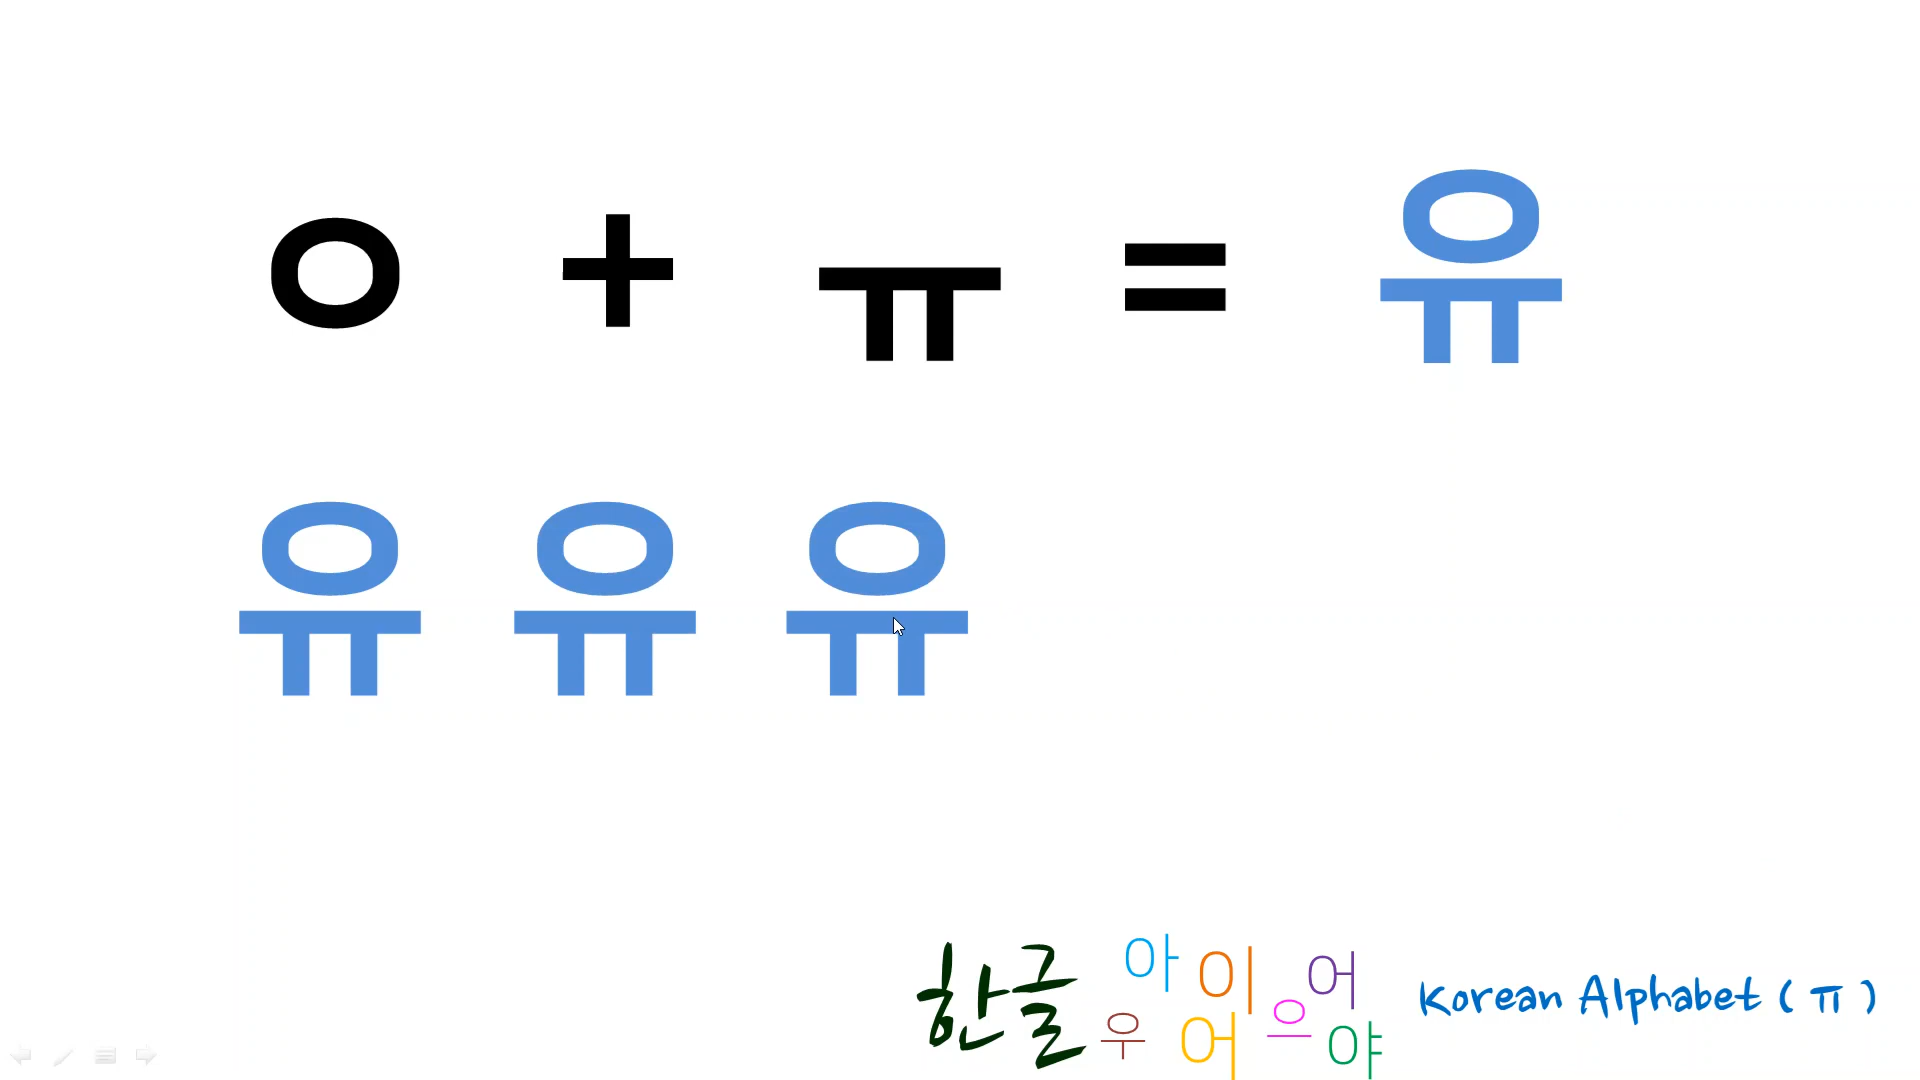 ㅇ + ㅠ = 유
유 유 유
한글 아 이 어 우 어 으 야 Korean Alphabet (ㅠ)